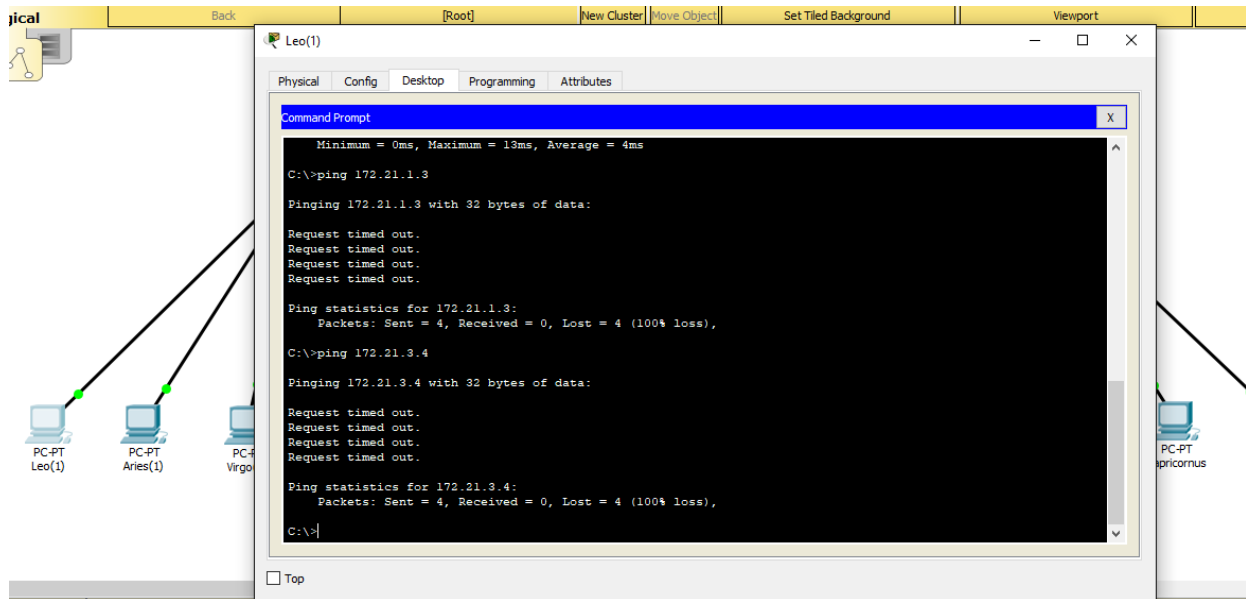 gical
Back
[Root]
New Cluster
Move Object
Set Tiled Background
Viewport
Leo(1)
Physical
Config
Desktop
Programming
Attributes
Command Prompt
X
Minimum = 0ms, Maximum = 13ms, Average = 4ms
C:\>ping 172.21.1.3
Pinging 172.21.1.3 with 32 bytes of data:
Request timed out.
Request timed out.
Request timed out.
Request timed out.
Ping statistics for 172.21.1.3:
Packets: Sent = 4, Received = 0, Lost = 4 (100% loss),
C:\>ping 172.21.3.4
Pinging 172.21.3.4 with 32 bytes of data:
Request timed out.
Request timed out.
Request timed out.
Request timed out.
Ping statistics for 172.21.3.4:
Packets: Sent = 4, Received = 0, Lost = 4 (100% loss),
C:\>
PC-PT
Leo(1)
PC-PT
Aries(1)
PC-P
Virgo
PC-PT
apricornus
Top